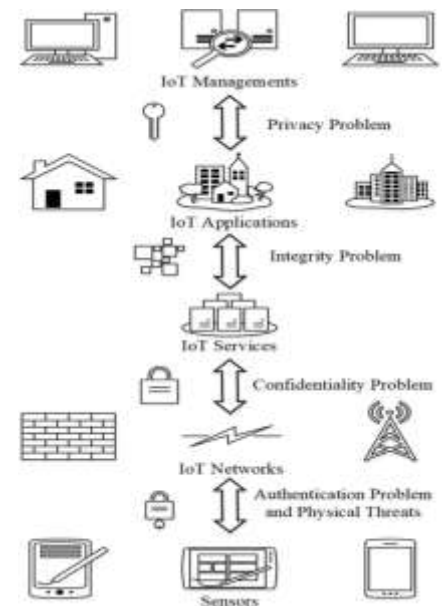 IoT Managements
Privacy Problem
IoT Applications
Integrity Problem
IoT Services
Confidentiality Problem
IoT Networks
Authentication Problem
and Physical Threats
Sensors